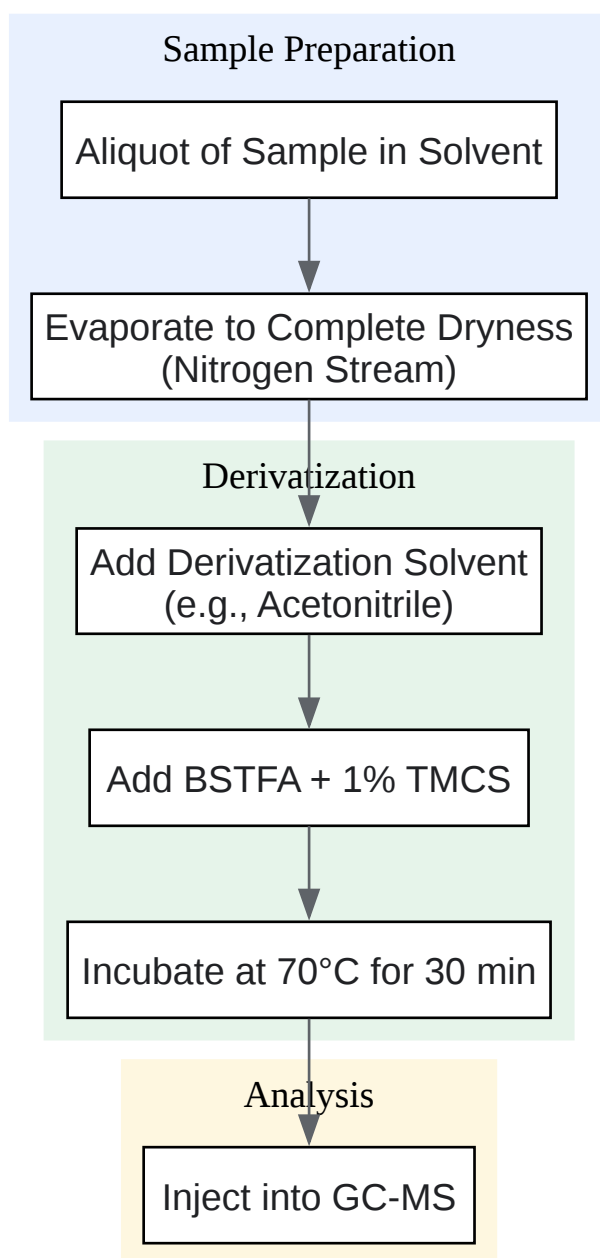 Sample Preparation
Aliquot of Sample in Solvent
Evaporate to Complete Dryness
(Nitrogen Stream)
Derivatization
Add Derivatization Solvent
(e.g., Acetonitrile)
Add BSTFA + 1% TMCS
Incubate at 70°C for 30 min
Analysis
Inject into GC-MS